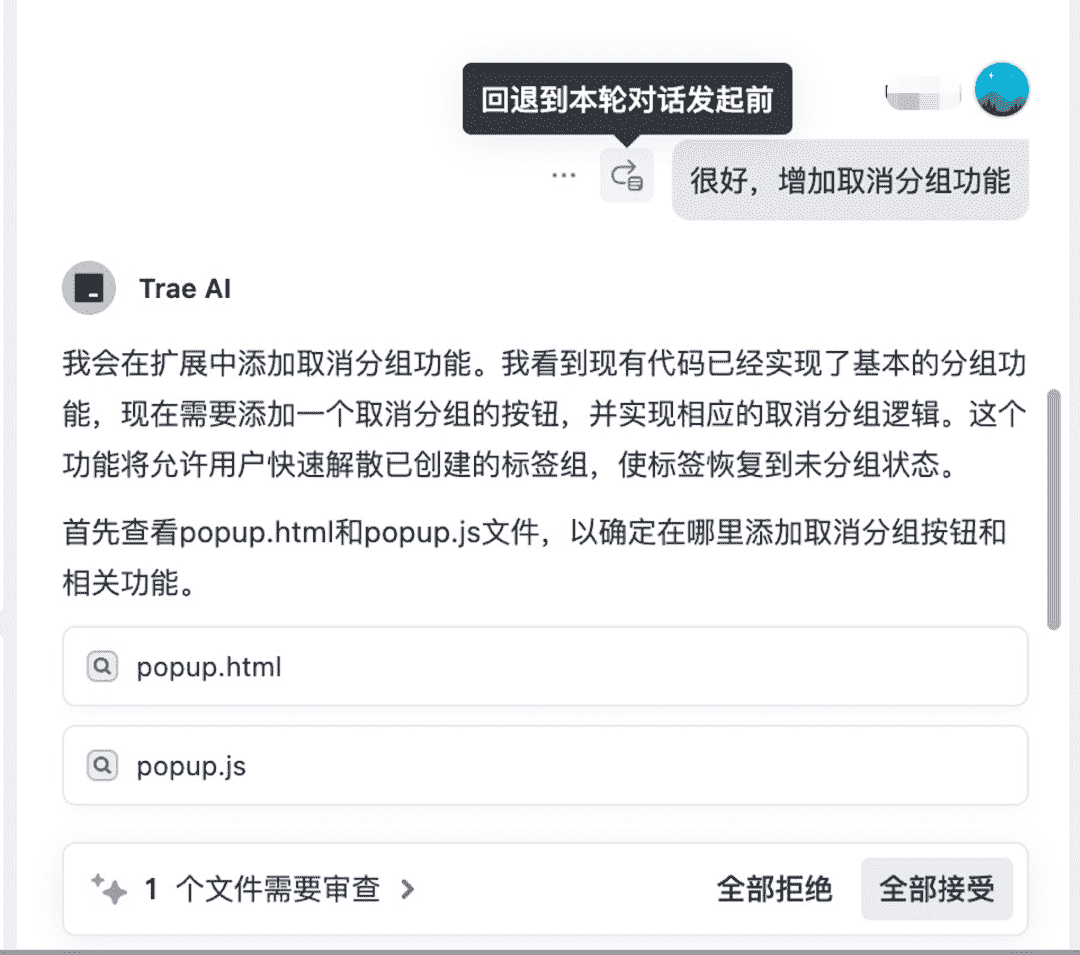 回退到本轮对话发起前
很好，增加取消分组功能
Trae AI
我会在扩展中添加取消分组功能。我看到现有代码已经实现了基本的分组功
能，现在需要添加一个取消分组的按钮，并实现相应的取消分组逻辑。这个
功能将允许用户快速解散已创建的标签组，使标签恢复到未分组状态。
首先查看popup.html和popup.js文件，以确定在哪里添加取消分组按钮和
相关功能。
popup.html
popup.js
1 个文件需要审查 全部拒绝 全部接受